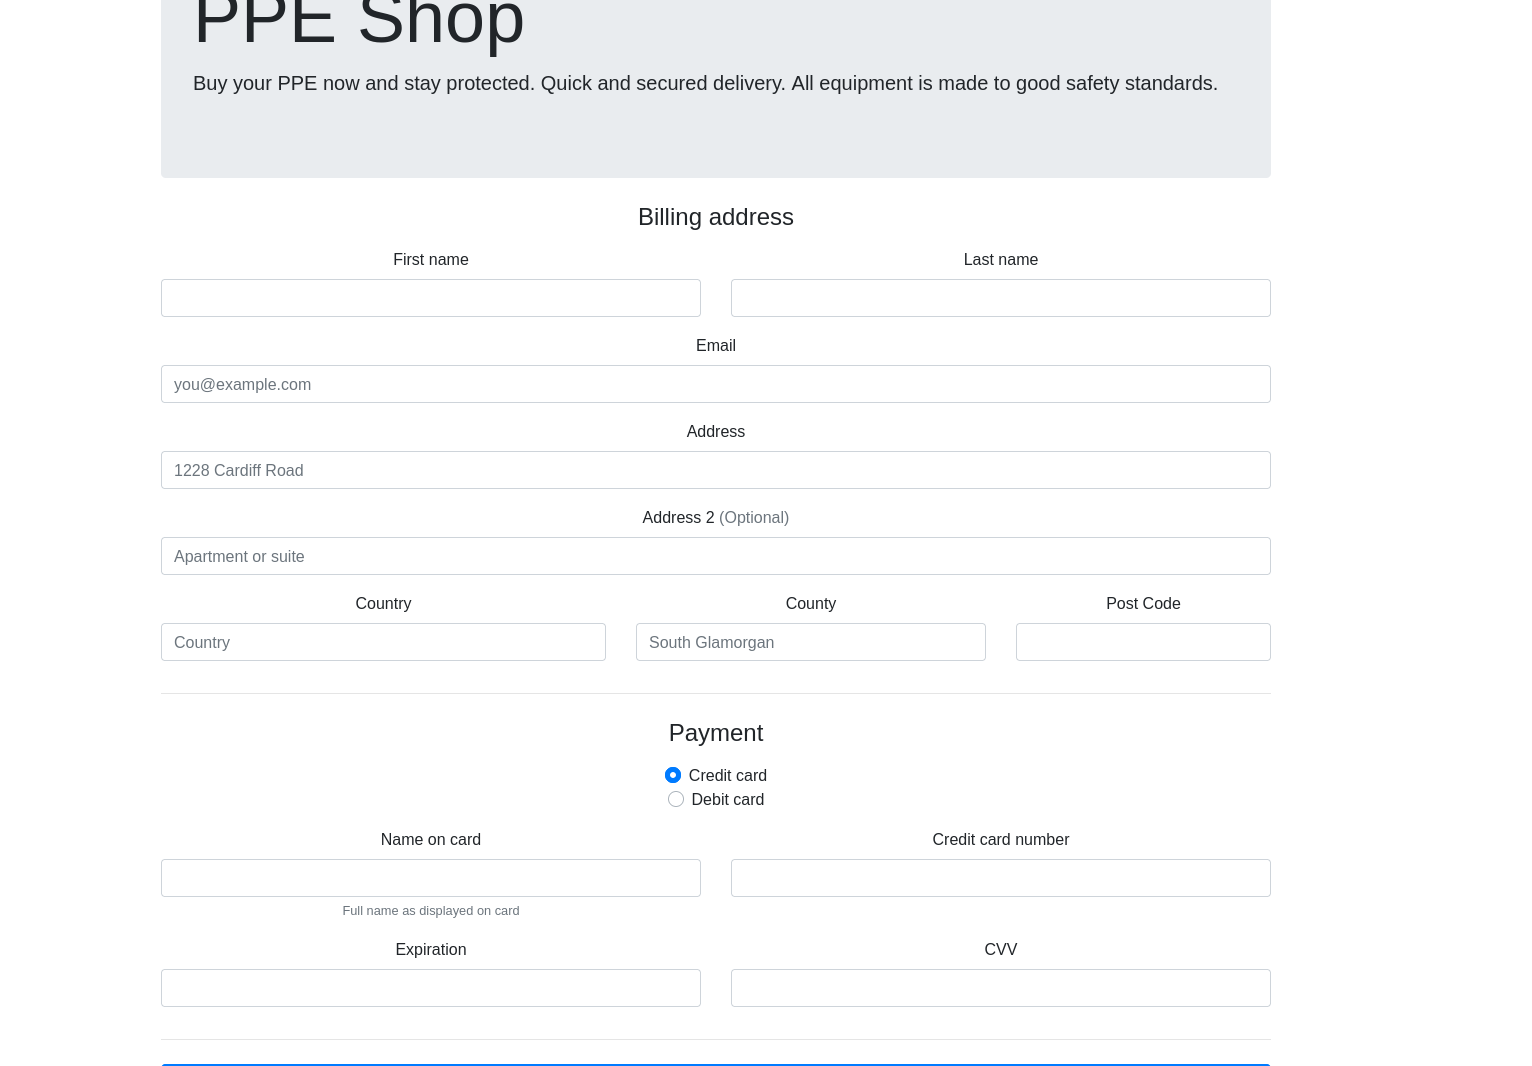 PPE Shop
Buy your PPE now and stay protected. Quick and secured delivery. All equipment is made to good safety standards.
Billing address
First name
Last name
Email
you@example.com
Address
1228 Cardiff Road
Address 2 (Optional)
Apartment or suite
Country
County
Post Code
Country
South Glamorgan
Payment
Credit card
Debit card
Name on card
Credit card number
Full name as displayed on card
Expiration
CVV